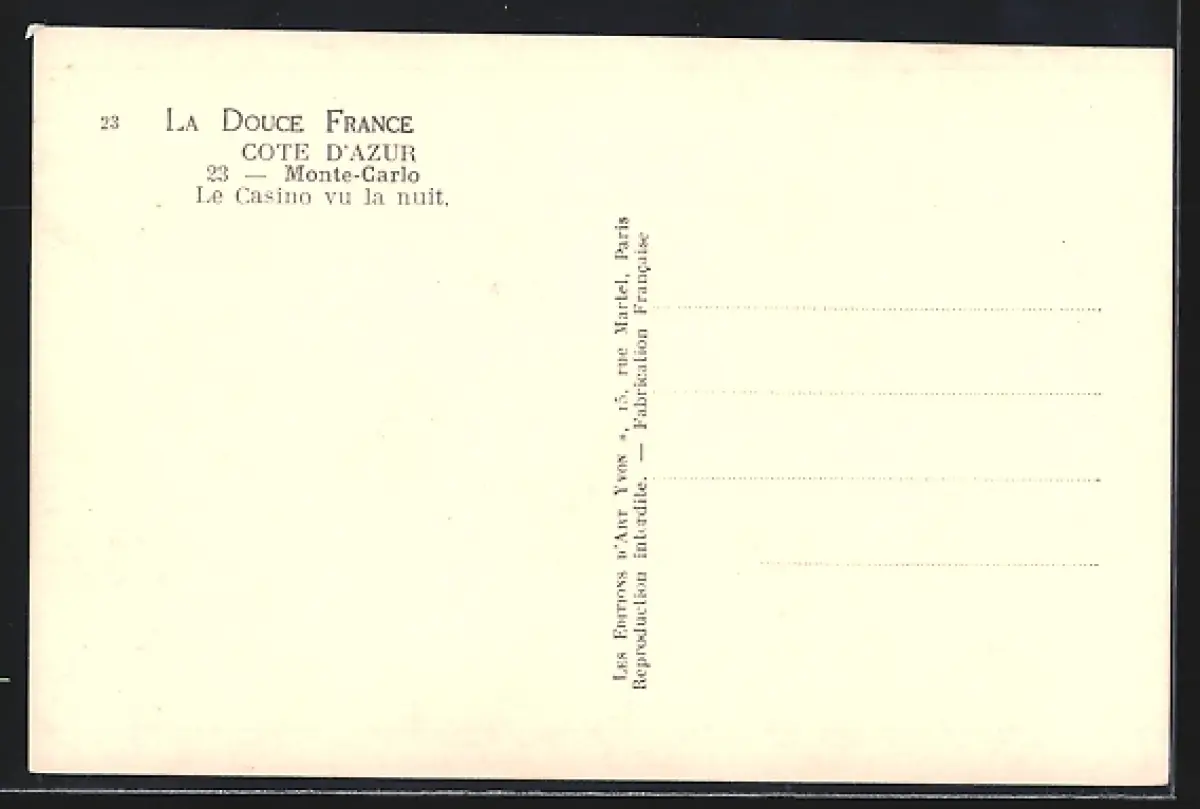 23 LA DOUCE FRANCE
COTE D'AZUR
23 — Monte-Carlo
Le Casino vu la nuit.
LES EDITIONS D'ART YVON », 15, rue Martel, Paris
Reproduction interdite. — Fabrication Française